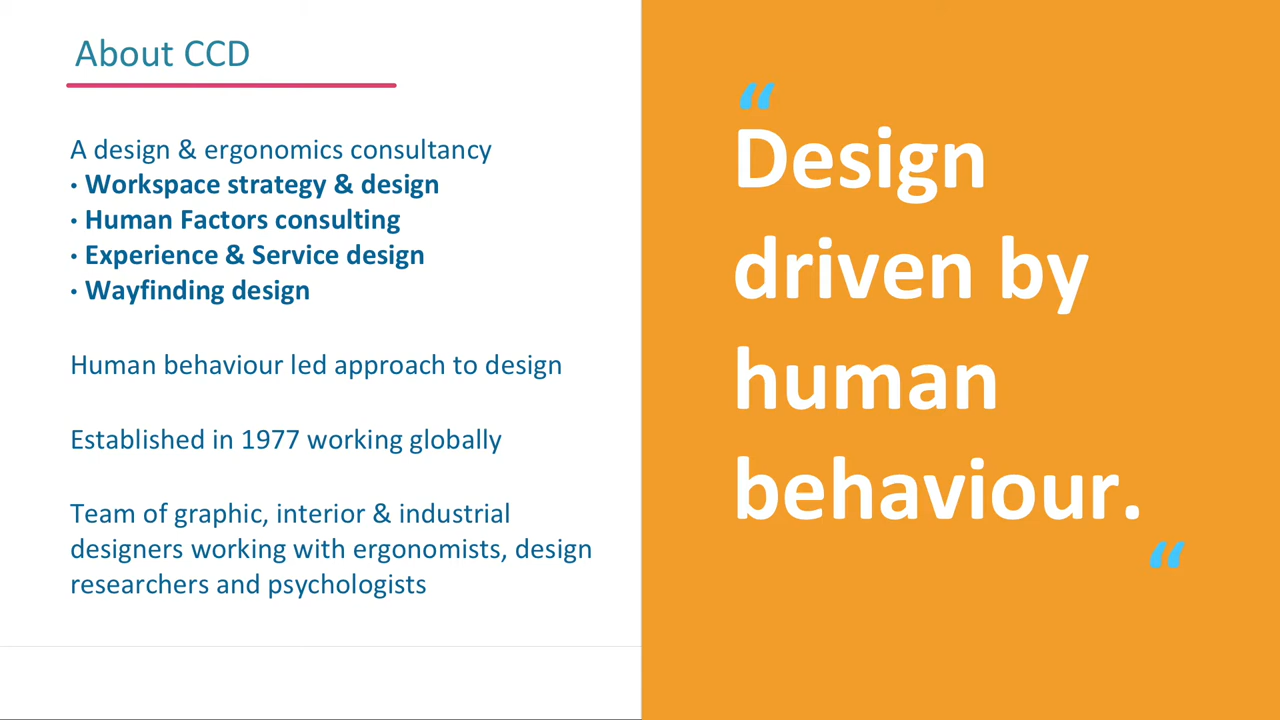 About CCD
A design & ergonomics consultancy
• Workspace strategy & design
• Human Factors consulting
• Experience & Service design
• Wayfinding design
Human behaviour led approach to design
Established in 1977 working globally
Team of graphic, interior & industrial
designers working with ergonomists, design
researchers and psychologists
“
Design
driven by
human
behaviour.
“